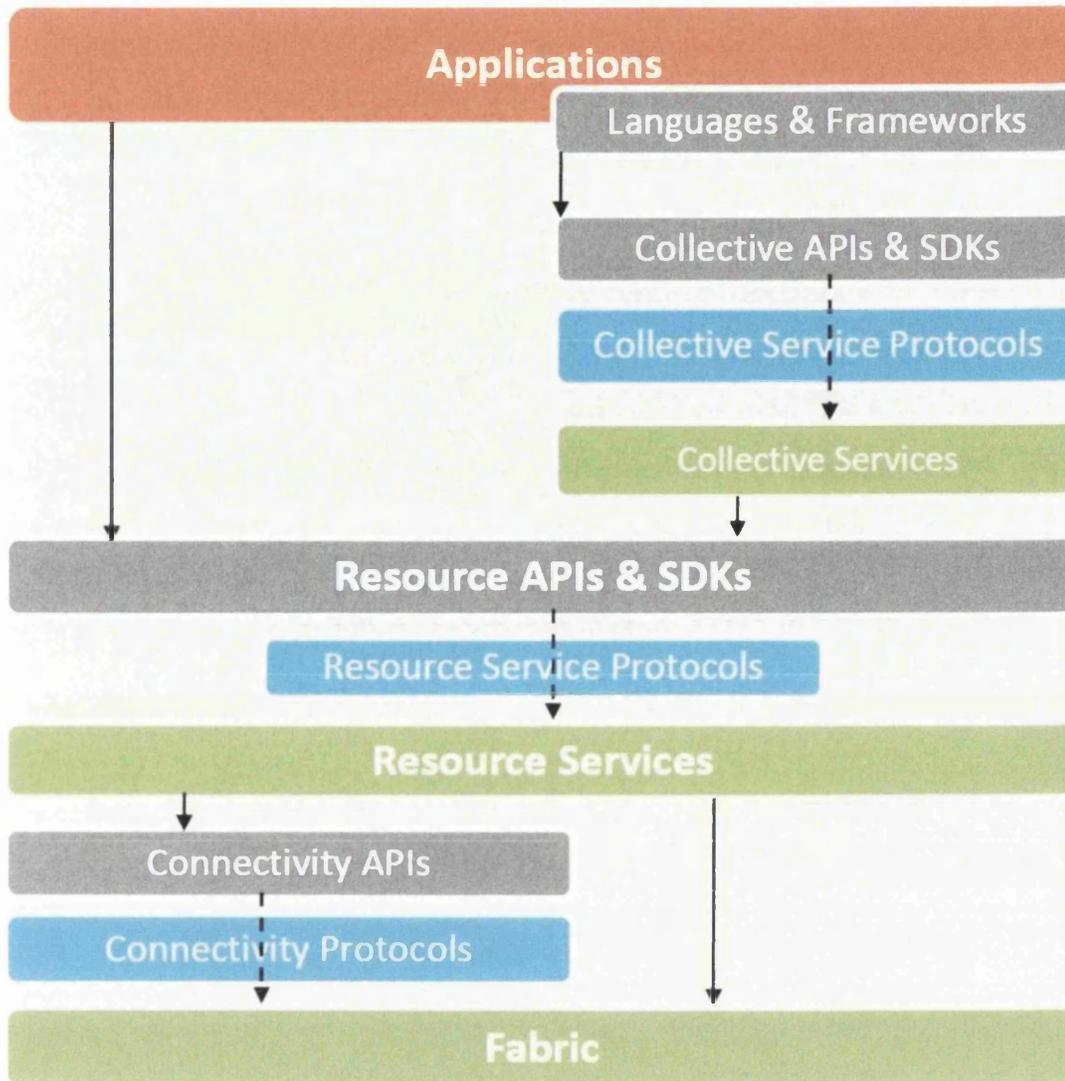 Applications
Languages & Frameworks
Collective APIs & SDKs
Collective Service Protocols
Collective Services
Resource APIs & SDKs
Resource Service Protocols
Resource Services
Connectivity APIs
Connectivity Protocols
Fabric